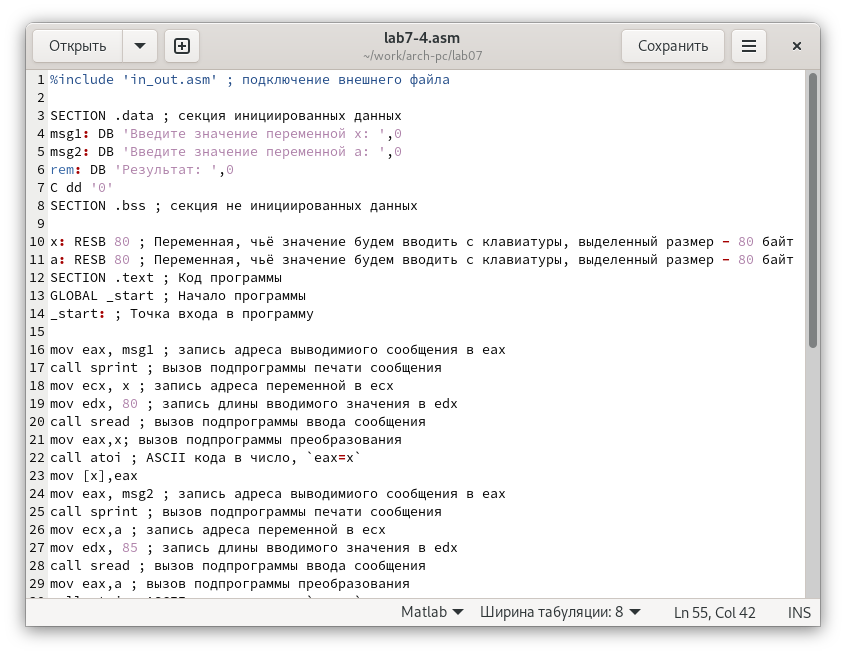 Открыть
lab7-4.asm
~/work/arch-pc/lab07
Сохранить
1 %include 'in_out.asm' ; подключение внешнего файла
2
3 SECTION .data ; секция инициированных данных
4 msg1: DB 'Введите значение переменной x: ',0
5 msg2: DB 'Введите значение переменной a: ',0
6 rem: DB 'Результат: ',0
7 C dd '0'
8 SECTION .bss ; секция не инициированных данных
9
10 x: RESB 80 ; Переменная, чьё значение будем вводить с клавиатуры, выделенный размер - 80 байт
11 a: RESB 80 ; Переменная, чьё значение будем вводить с клавиатуры, выделенный размер - 80 байт
12 SECTION .text ; Код программы
13 GLOBAL _start ; Начало программы
14 _start: ; Точка входа в программу
15
16 mov eax, msg1 ; запись адреса выводимиого сообщения в eax
17 call sprint ; вызов подпрограммы печати сообщения
18 mov ecx, x ; запись адреса переменной в ecx
19 mov edx, 80 ; запись длины вводимого значения в edx
20 call sread ; вызов подпрограммы ввода сообщения
21 mov eax,x; вызов подпрограммы преобразования
22 call atoi ; ASCII кода в число, `eax=x`
23 mov [x],eax
24 mov eax, msg2 ; запись адреса выводимиого сообщения в eax
25 call sprint ; вызов подпрограммы печати сообщения
26 mov ecx,a ; запись адреса переменной в ecx
27 mov edx, 85 ; запись длины вводимого значения в edx
28 call sread ; вызов подпрограммы ввода сообщения
29 mov eax,a ; вызов подпрограммы преобразования
Matlab Ширина табуляции: 8 Ln 55, Col 42 INS